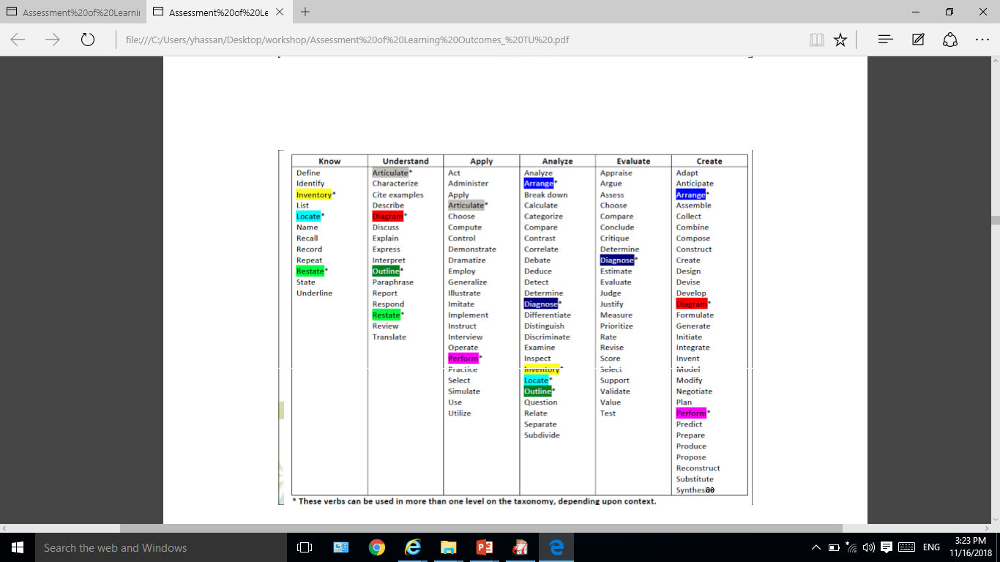 Assessment%20of%20Learni
Assessment%20of%20Le
file:///C:/Users/yhassan/Desktop/workshop/Assessment%20of%20Learning%20Outcomes_%20TU%20.pdf
Know Understand Apply Analyze Evaluate Create
Define Articulate* Act Analyze Appraise Adapt
Identify Characterize Administer Arrange* Argue Anticipate
Inventory* Cite examples Apply Break down Assess Arrange*
List Describe Articulate* Calculate Choose Assemble
Locate* Diagram* Choose Categorize Compare Collect
Name Discuss Compute Compare Conclude Combine
Recall Explain Control Contrast Critique Compose
Record Express Demonstrate Correlate Determine Construct
Repeat Interpret Dramatize Debate Diagnose* Create
Restate* Outline* Employ Deduce Estimate Design
State Paraphrase Generalize Detect Evaluate Devise
Underline Report Illustrate Determine Judge Develop
Respond Imitate Diagnose* Justify Diagram*
Restate* Implement Differentiate Measure Formulate
Review Instruct Distinguish Prioritize Generate
Translate Interview Discriminate Rate Initiate
Operate Examine Revise Integrate
Perform* Inspect Score Invent
Practice Inventory* Select Model
Select Locate* Support Modify
Simulate Outline* Validate Negotiate
Use Question Value Plan
Utilize Relate Test Perform*
Separate Predict
Subdivide Prepare
Produce
Propose
Reconstruct
Substitute
* These verbs can be used in more than one level on the taxonomy, depending upon context.
Search the web and Windows
ENG
3:23 PM
11/16/2018